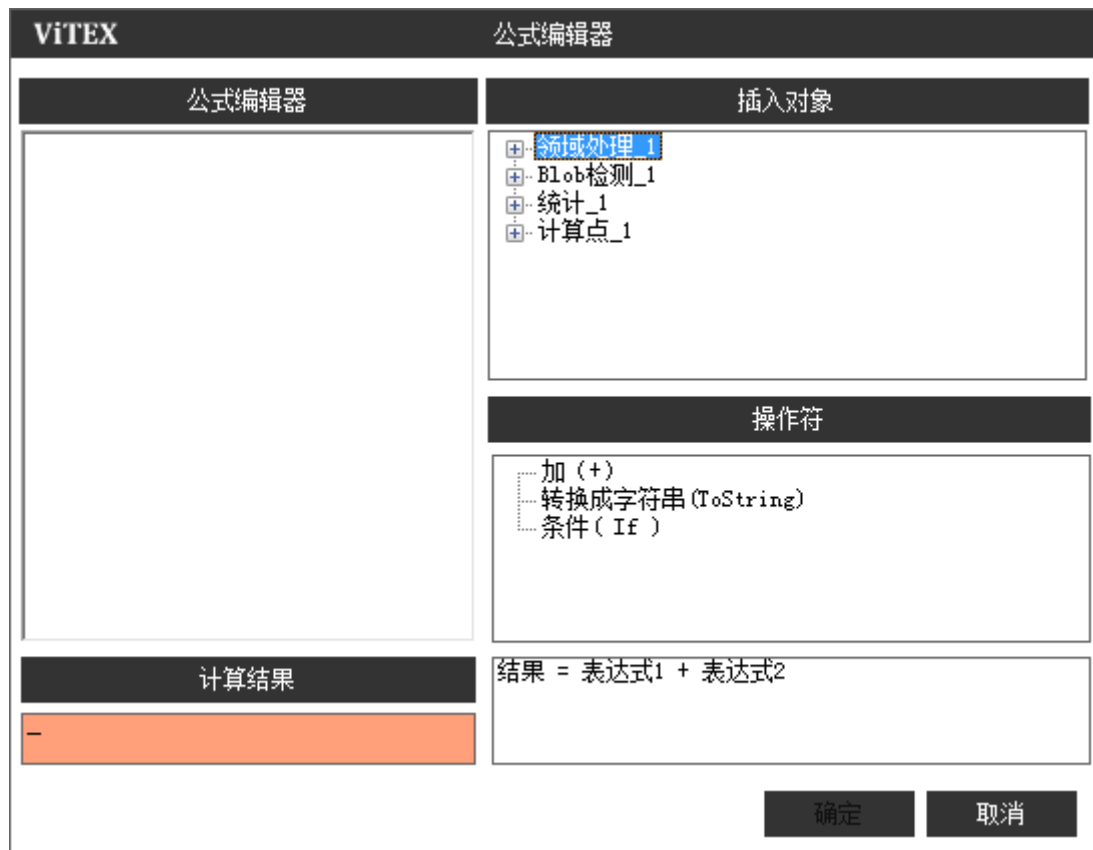 ViTEX 公式编辑器
公式编辑器
插入对象
领域处理_1
Blob检测_1
统计_1
计算点_1
操作符
加 (+)
转换成字符串(ToString)
条件( If )
计算结果
—
结果 = 表达式1 + 表达式2
确定
取消